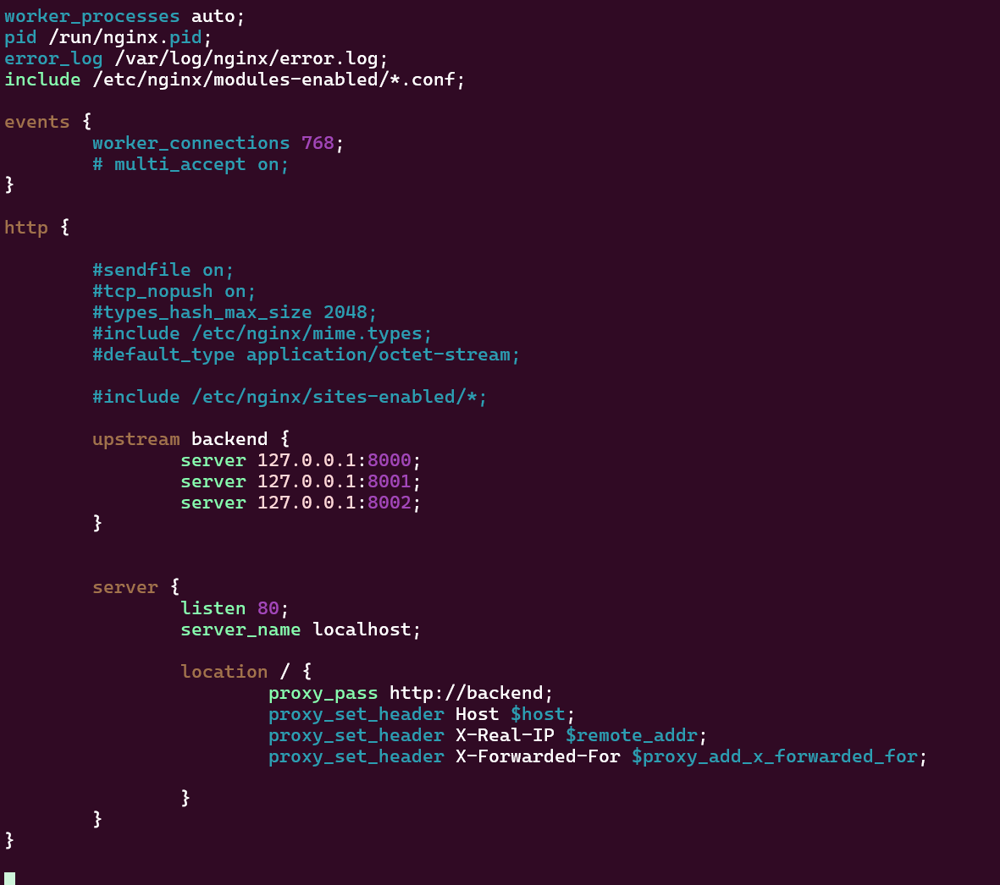 worker_processes auto;
pid /run/nginx.pid;
error_log /var/log/nginx/error.log;
include /etc/nginx/modules-enabled/*.conf;

events {
        worker_connections 768;
        # multi_accept on;
}

http {

        #sendfile on;
        #tcp_nopush on;
        #types_hash_max_size 2048;
        #include /etc/nginx/mime.types;
        #default_type application/octet-stream;

        #include /etc/nginx/sites-enabled/*;

        upstream backend {
                server 127.0.0.1:8000;
                server 127.0.0.1:8001;
                server 127.0.0.1:8002;
        }


        server {
                listen 80;
                server_name localhost;

                location / {
                        proxy_pass http://backend;
                        proxy_set_header Host $host;
                        proxy_set_header X-Real-IP $remote_addr;
                        proxy_set_header X-Forwarded-For $proxy_add_x_forwarded_for;

                }
        }
}